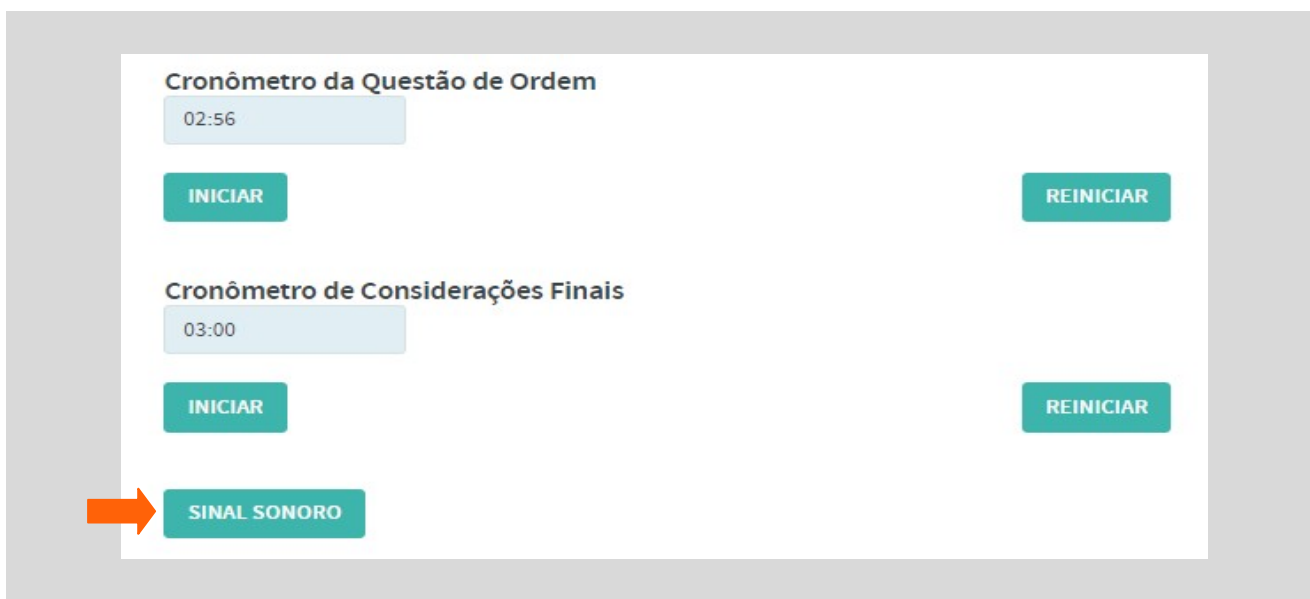 Cronômetro da Questão de Ordem
02:56
INICIAR REINICIAR
Cronômetro de Considerações Finais
03:00
INICIAR REINICIAR
SINAL SONORO